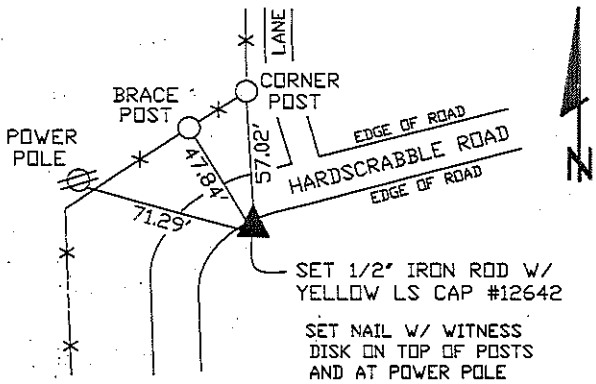 LANE
CORNER
POST
BRACE
POST
POWER
POLE
EDGE OF ROAD
HARDSCRABBLE ROAD
EDGE OF ROAD
57.02'
47.84'
71.29'
N
SET 1/2" IRON ROD W/
YELLOW LS CAP #12642
SET NAIL W/ WITNESS
DISK ON TOP OF POSTS
AND AT POWER POLE